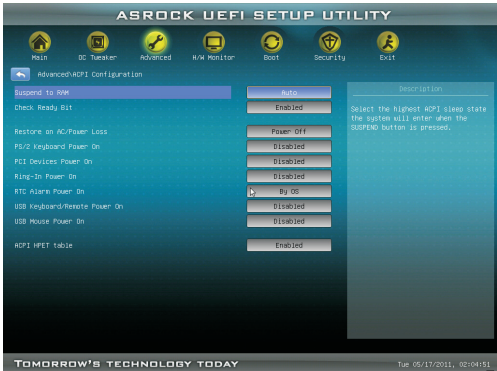 ASROCK UEFI SETUP UTILITY
Main OC Tweaker Advanced H/W Monitor Boot Security Exit
Advanced\ACPI Configuration
Suspend to RAM Auto
Check Ready Bit Enabled
Restore on AC/Power Loss Power Off
PS/2 Keyboard Power On Disabled
PCI Devices Power On Disabled
Ring-In Power On Disabled
RTC Alarm Power On By OS
USB Keyboard/Remote Power On Disabled
USB Mouse Power On Disabled
ACPI HPET table Enabled
Description
Select the highest ACPI sleep state
the system will enter when the
SUSPEND button is pressed.
TOMORROW'S TECHNOLOGY TODAY
Tue 05/17/2011, 02:04:51